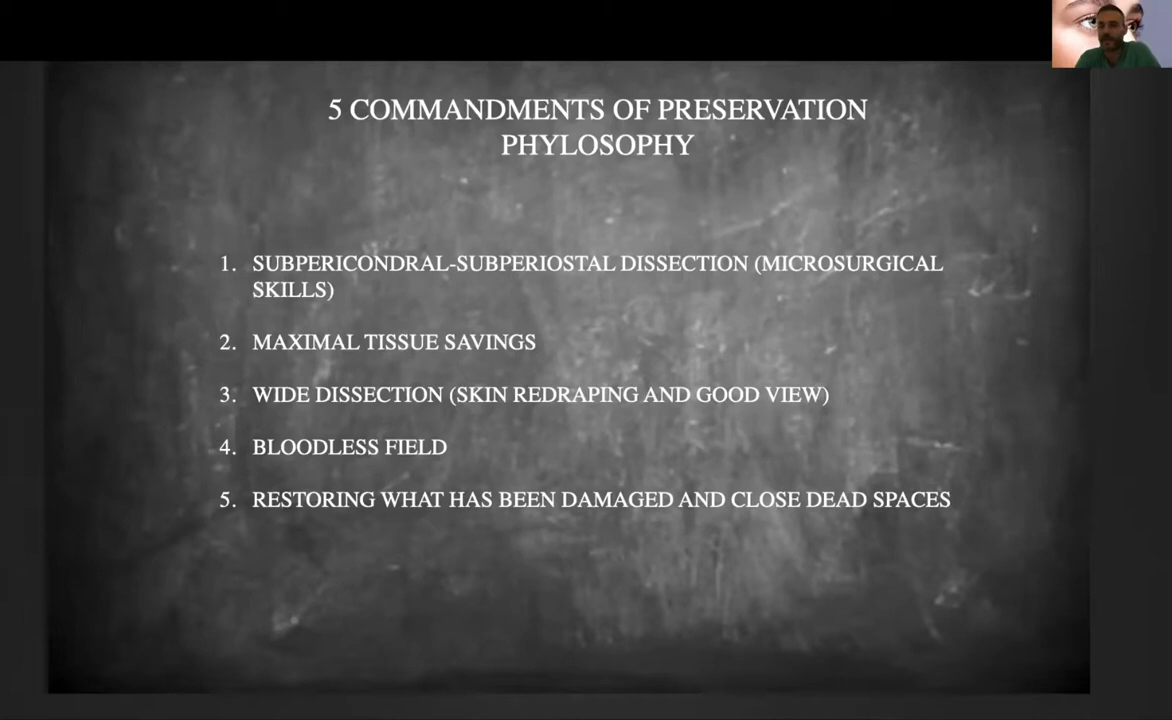 5 COMMANDMENTS OF PRESERVATION
PHYLOSOPHY
1. SUBPERICONDRAL-SUBPERIOSTAL DISSECTION (MICROSURGICAL
SKILLS)
2. MAXIMAL TISSUE SAVINGS
3. WIDE DISSECTION (SKIN REDRAPING AND GOOD VIEW)
4. BLOODLESS FIELD
5. RESTORING WHAT HAS BEEN DAMAGED AND CLOSE DEAD SPACES